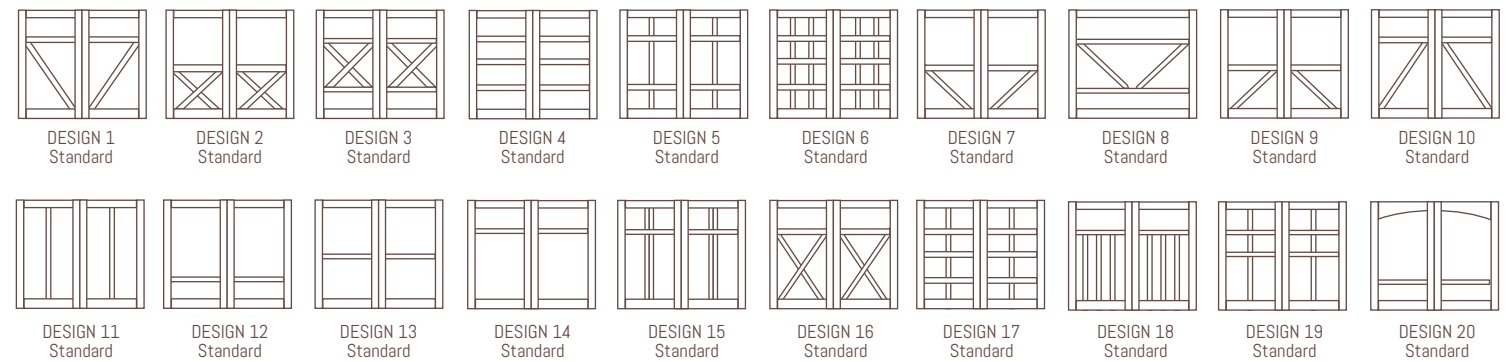 DESIGN 1
Standard
DESIGN 2
Standard
DESIGN 3
Standard
DESIGN 4
Standard
DESIGN 5
Standard
DESIGN 6
Standard
DESIGN 7
Standard
DESIGN 8
Standard
DESIGN 9
Standard
DESIGN 10
Standard
DESIGN 11
Standard
DESIGN 12
Standard
DESIGN 13
Standard
DESIGN 14
Standard
DESIGN 15
Standard
DESIGN 16
Standard
DESIGN 17
Standard
DESIGN 18
Standard
DESIGN 19
Standard
DESIGN 20
Standard